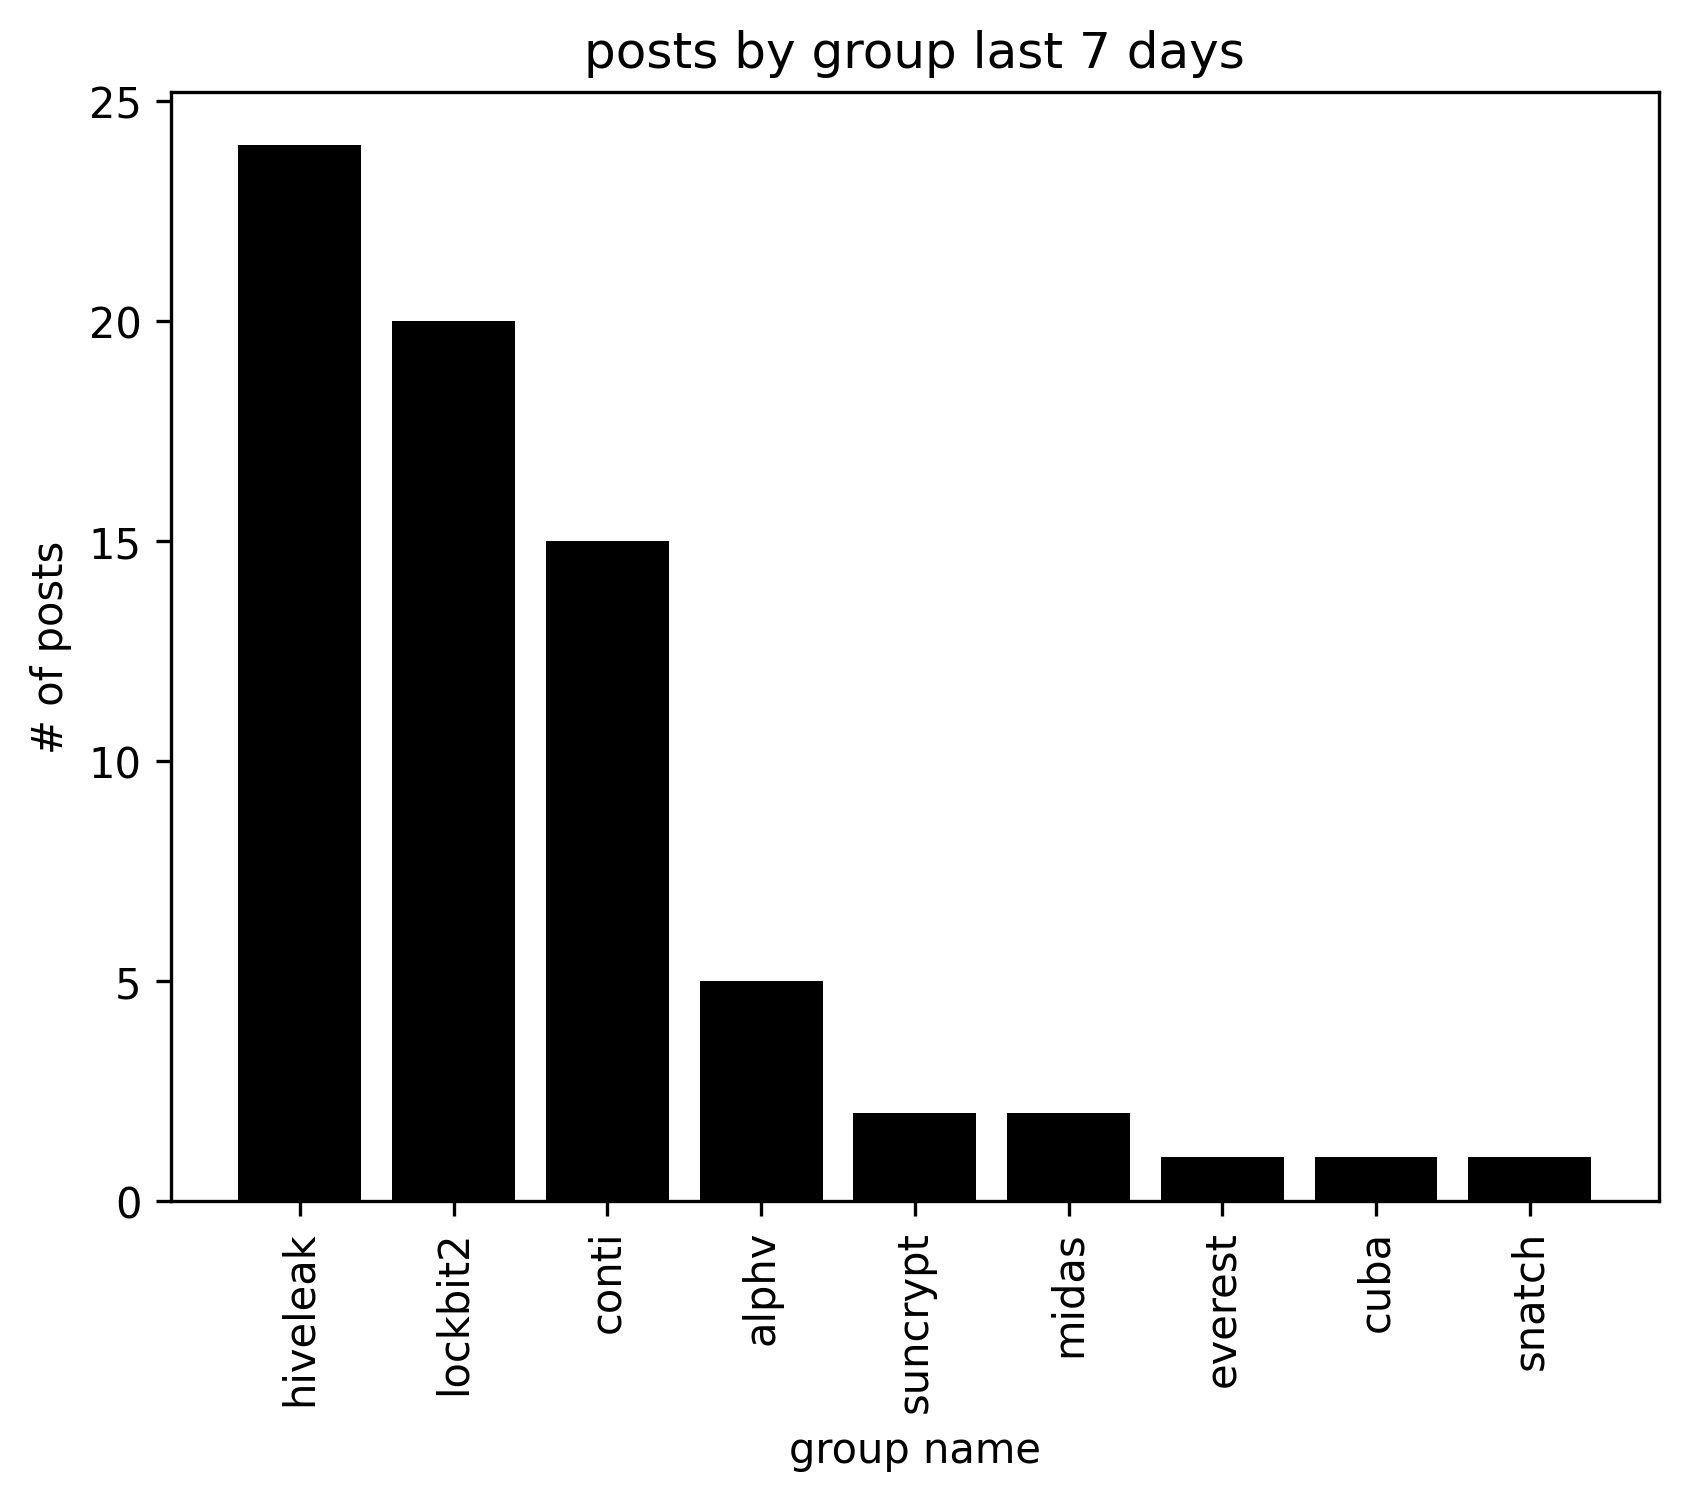 posts by group last 7 days
# of posts
25
20
15
10
5
0
hiveleak
lockbit2
conti
alphv
suncrypt
midas
everest
cuba
snatch
group name